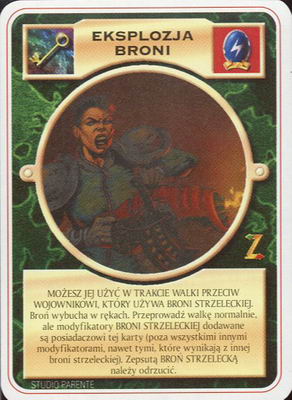 EKSPLOZJA
BRONI
Z
MOŻESZ JEJ UŻYĆ W TRAKCIE WALKI PRZECIW
WOJOWNIKOWI, KTÓRY UŻYWA BRONI STRZELECKIEJ.
Broń wybucha w rękach. Przeprowadź walkę normalnie,
ale modyfikatory BRONI STRZELECKIEJ dodawane
są posiadaczowi tej karty (poza wszystkimi innymi
modyfikatorami, nawet tymi, które wynikają z innej
broni strzeleckiej). Zepsutą BROŃ STRZELECKĄ
należy odrzucić.
STUDIO PARENTE